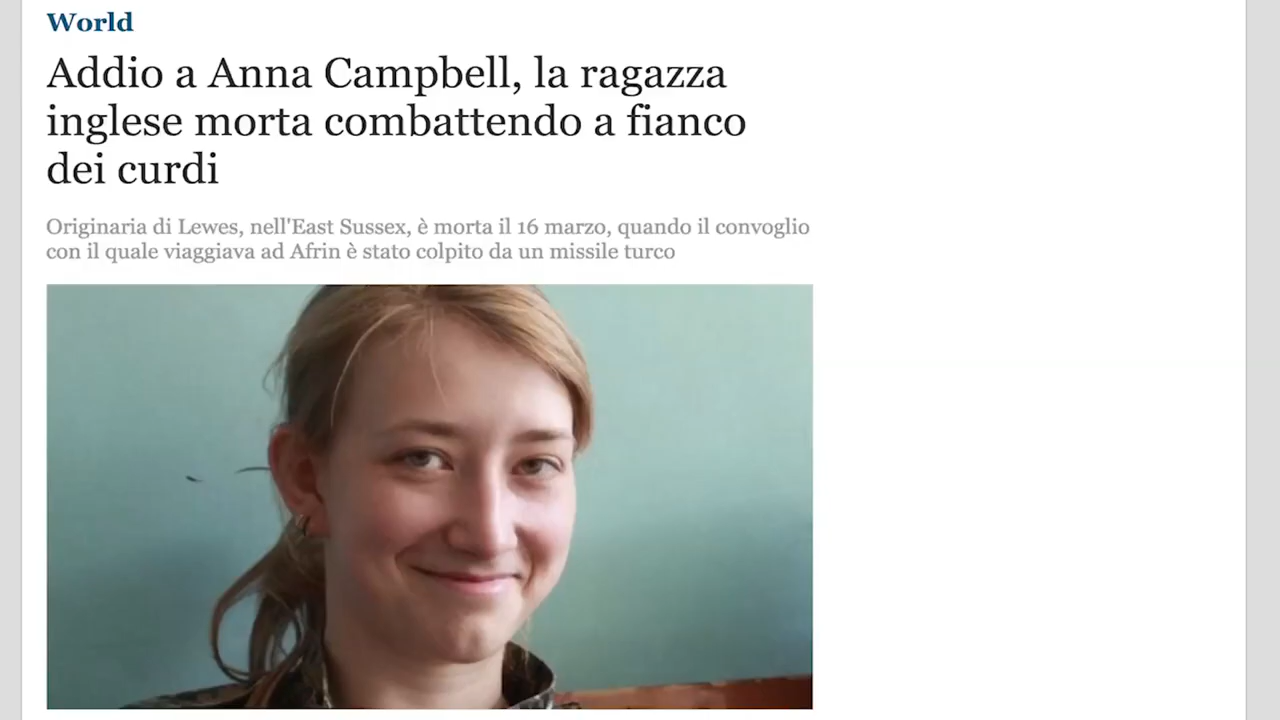 World
Addio a Anna Campbell, la ragazza
inglese morta combattendo a fianco
dei curdi
Originaria di Lewes, nell'East Sussex, è morta il 16 marzo, quando il convoglio
con il quale viaggiava ad Afrin è stato colpito da un missile turco